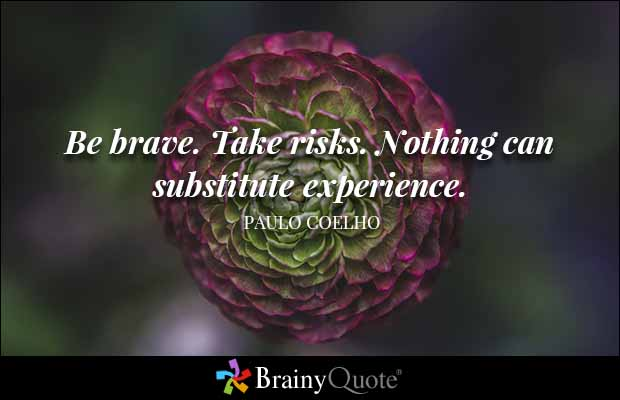 Be brave. Take risks. Nothing can
substitute experience.
PAULO COELHO
BrainyQuote®